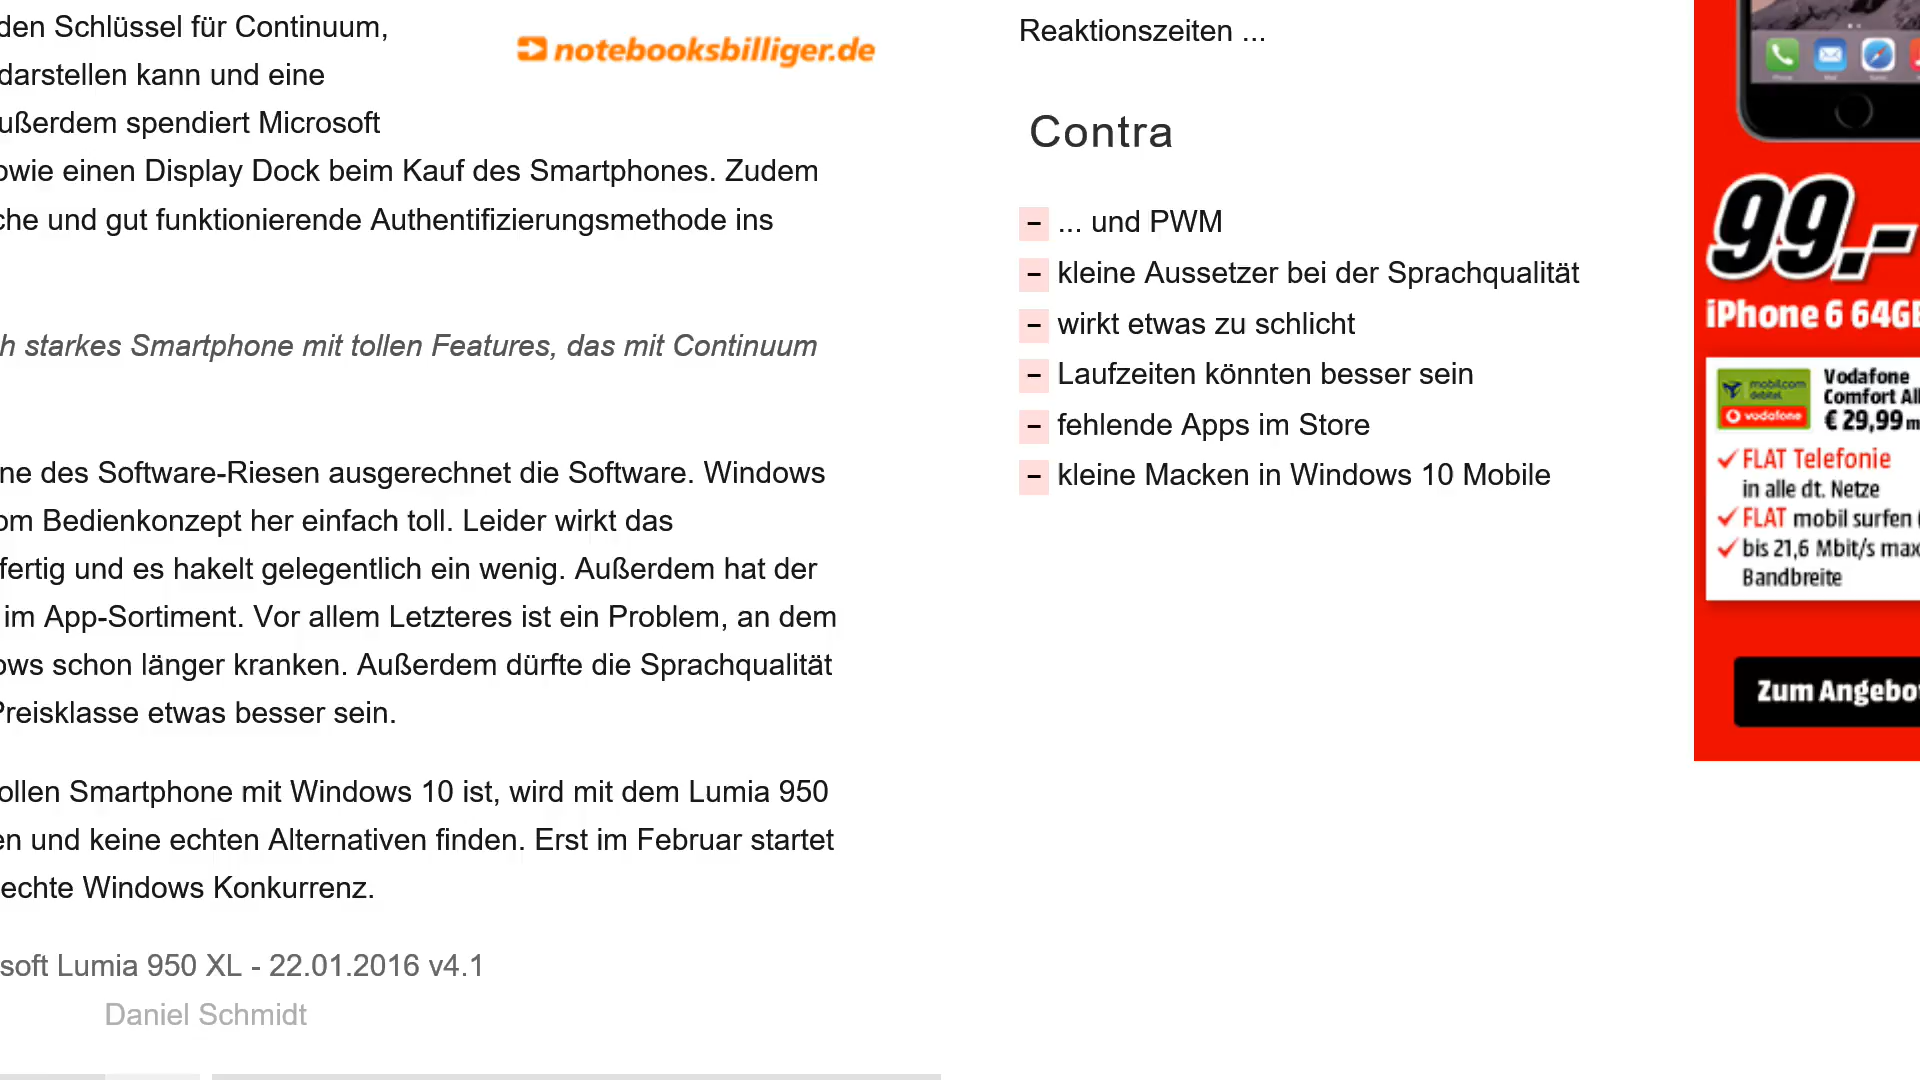 den Schlüssel für Continuum,
darstellen kann und eine
ußerdem spendiert Microsoft
owie einen Display Dock beim Kauf des Smartphones. Zudem
che und gut funktionierende Authentifizierungsmethode ins
h starkes Smartphone mit tollen Features, das mit Continuum
ne des Software-Riesen ausgerechnet die Software. Windows
om Bedienkonzept her einfach toll. Leider wirkt das
fertig und es hakelt gelegentlich ein wenig. Außerdem hat der
im App-Sortiment. Vor allem Letzteres ist ein Problem, an dem
ows schon länger kranken. Außerdem dürfte die Sprachqualität
Preisklasse etwas besser sein.
ollen Smartphone mit Windows 10 ist, wird mit dem Lumia 950
en und keine echten Alternativen finden. Erst im Februar startet
echte Windows Konkurrenz.
soft Lumia 950 XL - 22.01.2016 v4.1
Daniel Schmidt
notebooksbilliger.de
Reaktionszeiten ...
Contra
– ... und PWM
– kleine Aussetzer bei der Sprachqualität
– wirkt etwas zu schlicht
– Laufzeiten könnten besser sein
– fehlende Apps im Store
– kleine Macken in Windows 10 Mobile
99.-
iPhone 6 64GB
mobilcom
debitel
vodafone
Vodafone
Comfort All
€ 29,99 m
FLAT Telefonie
in alle dt. Netze
FLAT mobil surfen (
bis 21,6 Mbit/s max
Bandbreite
Zum Angebo